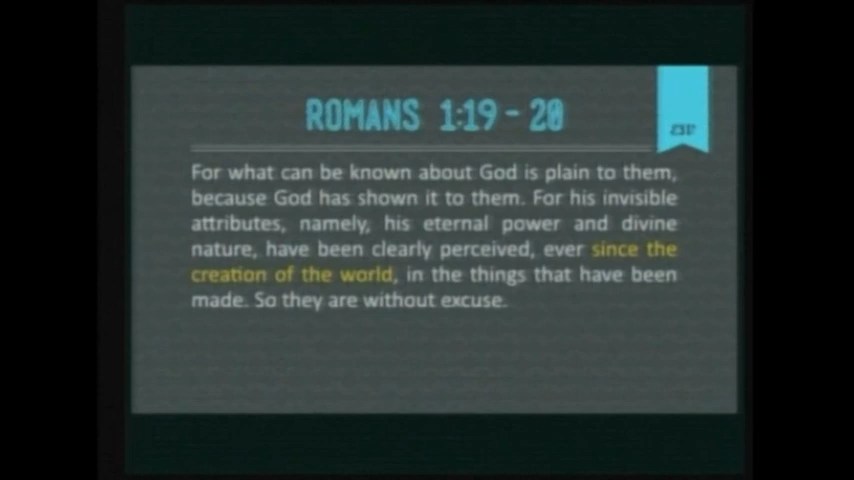 ROMANS 1:19 - 20
For what can be known about God is plain to them,
because God has shown it to them. For his invisible
attributes, namely, his eternal power and divine
nature, have been clearly perceived, ever since the
creation of the world, in the things that have been
made. So they are without excuse.